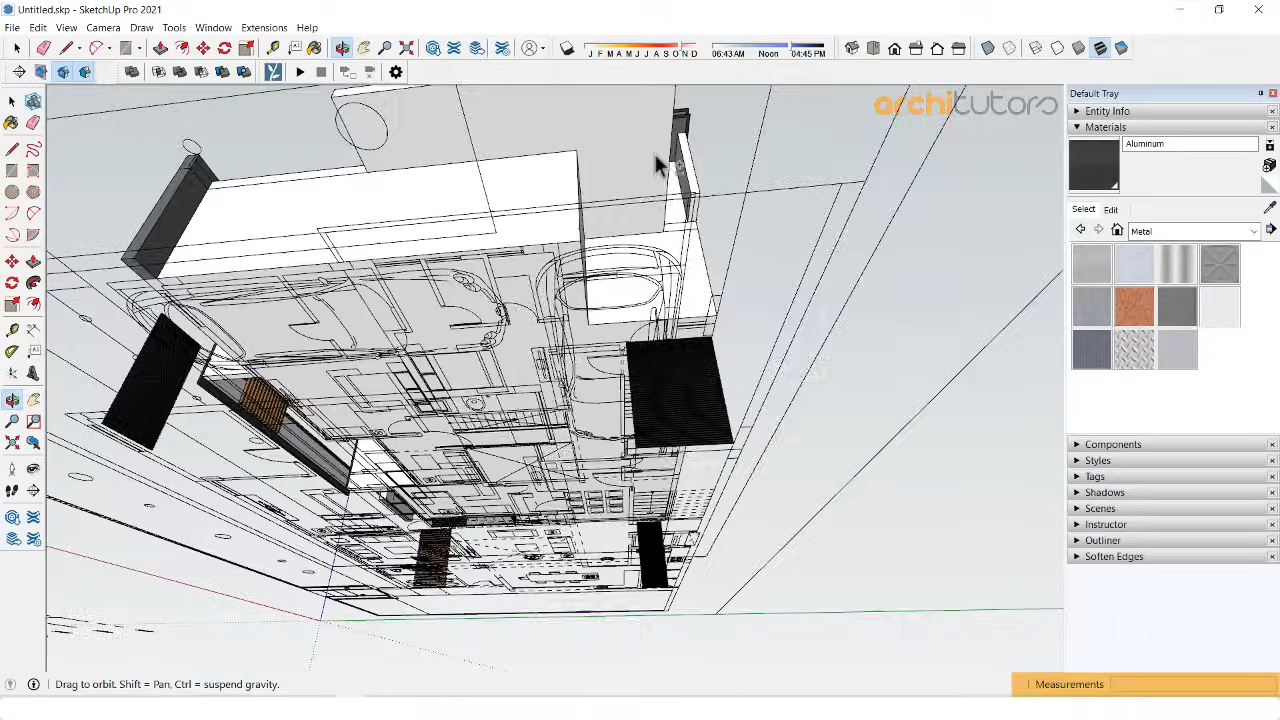 Untitled.skp - SketchUp Pro 2021
File Edit View Camera Draw Tools Window Extensions Help
J F M A M J J A S O N D
06:43 AM Noon 04:45 PM
architutors
Default Tray
Entity Info
Materials
Aluminum
Select Edit
Metal
Components
Styles
Tags
Shadows
Scenes
Instructor
Outliner
Soften Edges
Drag to orbit. Shift = Pan, Ctrl = suspend gravity.
Measurements